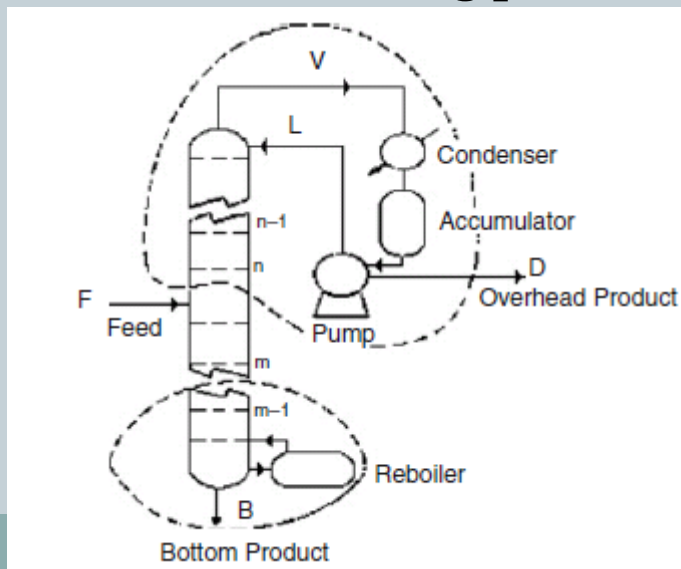 V
L
Condenser
n–1
Accumulator
n
F
D
Feed
Overhead Product
Pump
m
m–1
Reboiler
B
Bottom Product